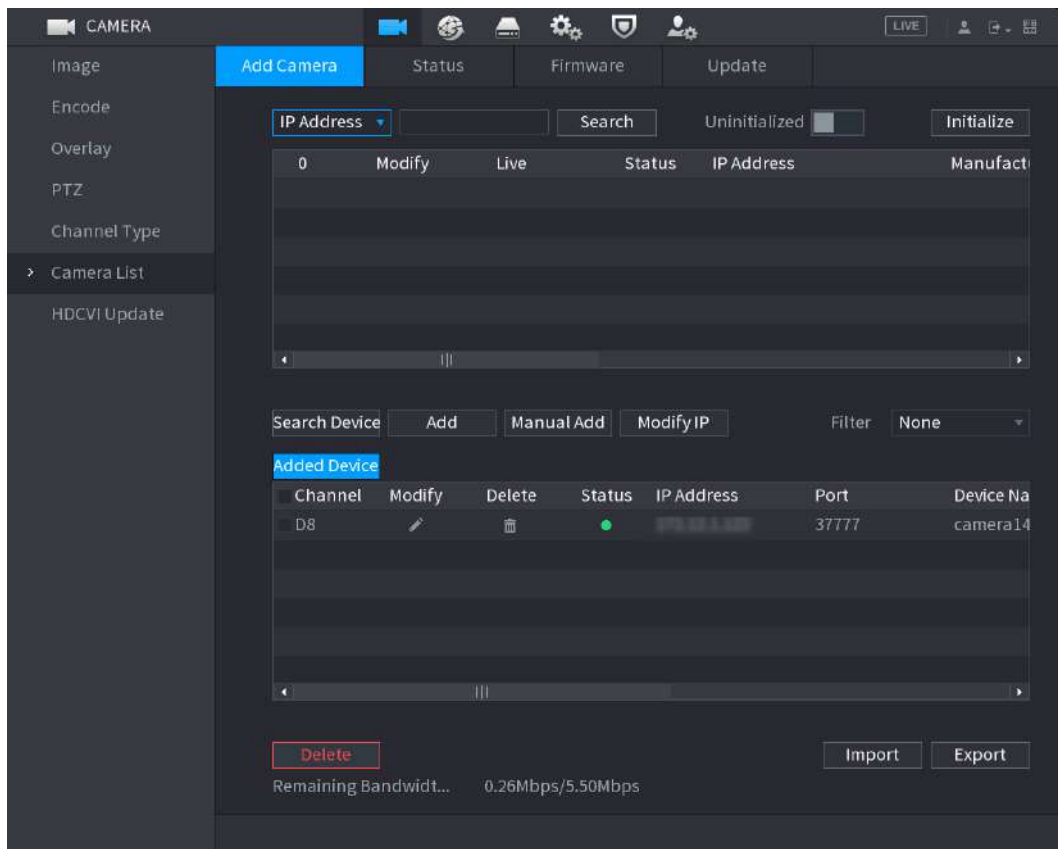 CAMERA LIVE
Image Add Camera Status Firmware Update
Encode
IP Address Search Uninitialized Initialize
Overlay
0 Modify Live Status IP Address Manufactu
PTZ
Channel Type
Camera List
HDCVI Update
Search Device Add Manual Add Modify IP Filter None
Added Device
Channel Modify Delete Status IP Address Port Device Na
D8 37777 camera14
Delete Import Export
Remaining Bandwidt... 0.26Mbps/5.50Mbps